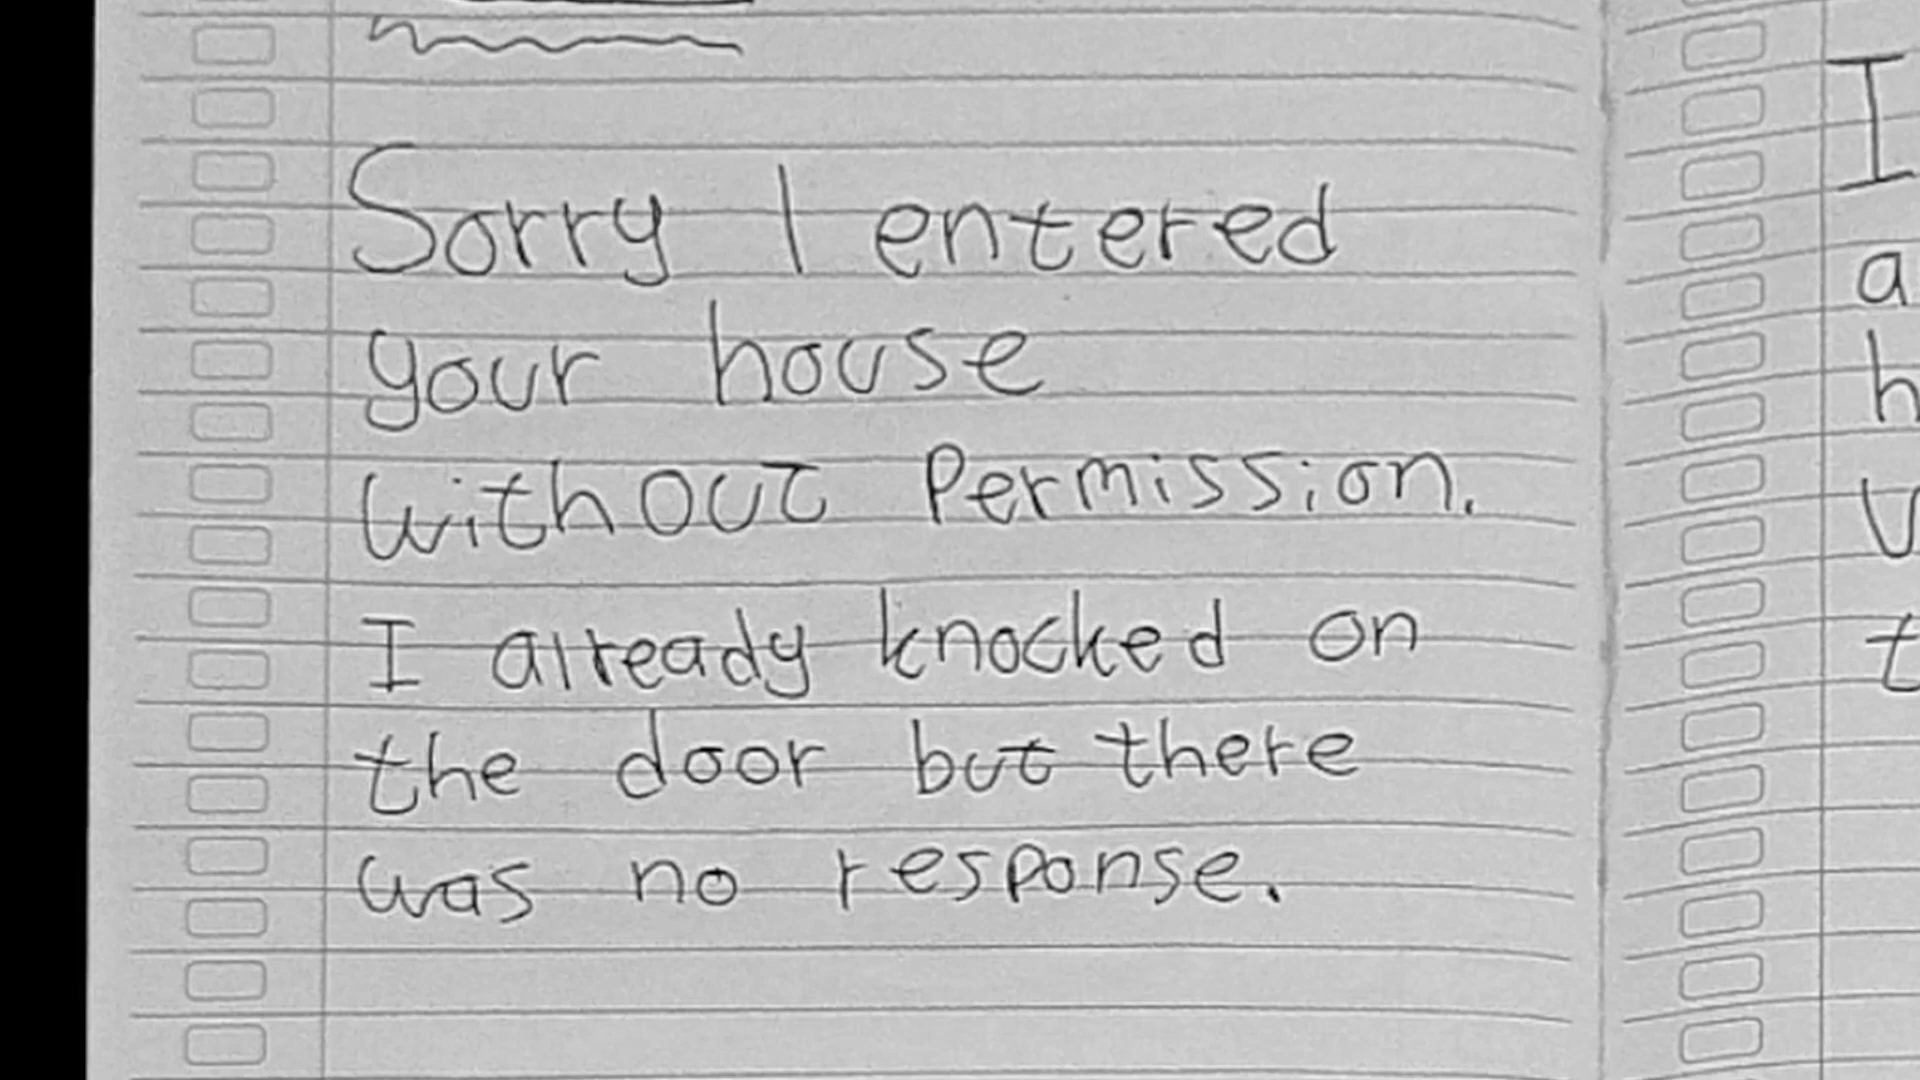 Sorry I entered
your house
without Permission.
I already knocked on
the door but there
was no response.
I
a
h
t